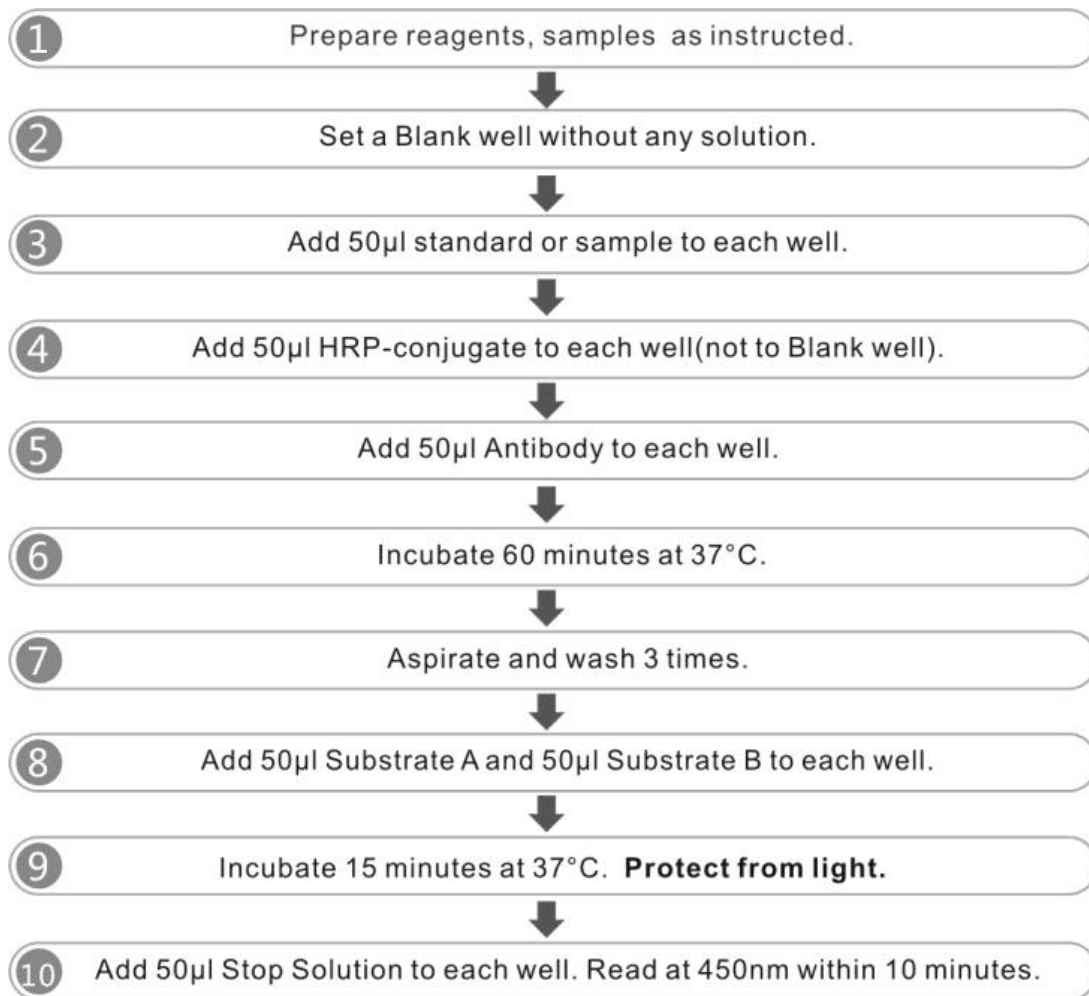 1 Prepare reagents, samples as instructed.
2 Set a Blank well without any solution.
3 Add 50µl standard or sample to each well.
4 Add 50µl HRP-conjugate to each well(not to Blank well).
5 Add 50µl Antibody to each well.
6 Incubate 60 minutes at 37°C.
7 Aspirate and wash 3 times.
8 Add 50µl Substrate A and 50µl Substrate B to each well.
9 Incubate 15 minutes at 37°C. Protect from light.
10 Add 50µl Stop Solution to each well. Read at 450nm within 10 minutes.